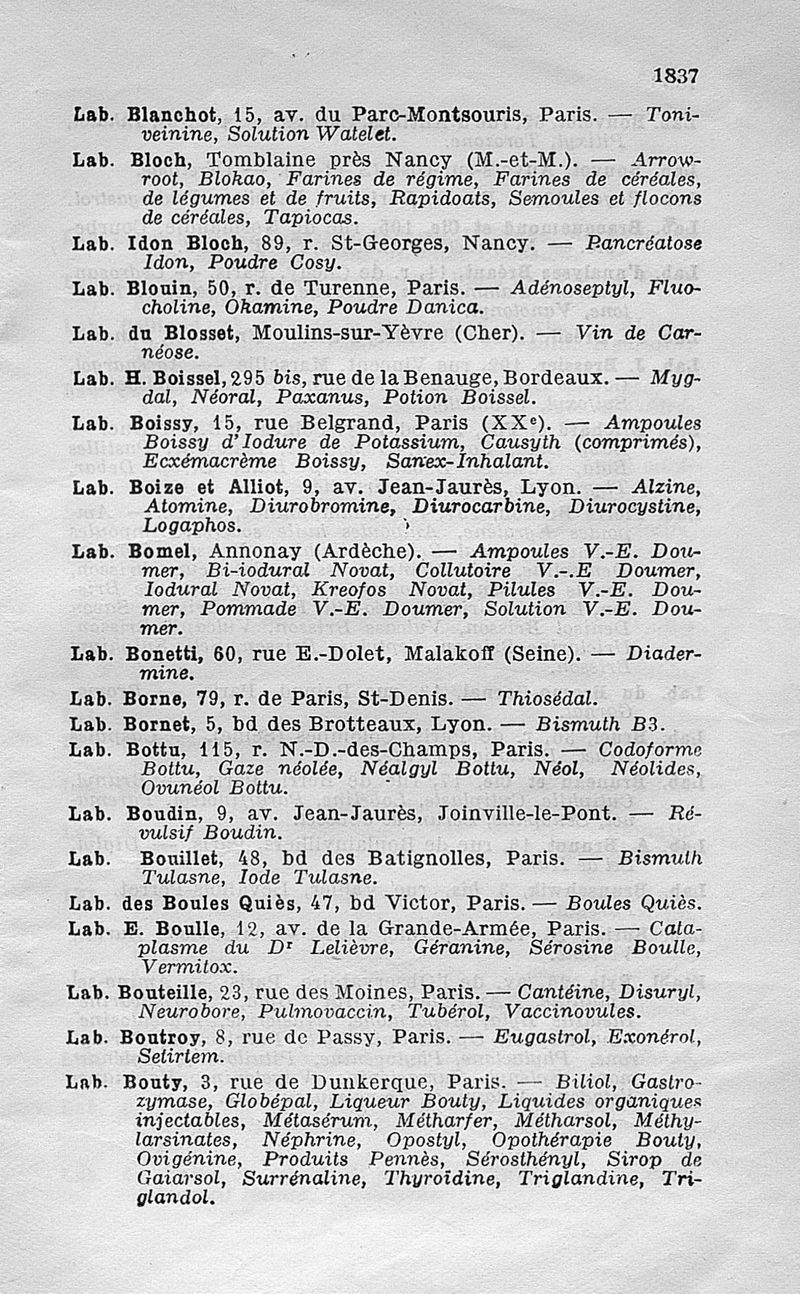 1837
Lab. Blanchot, 15, av. du Parc-Montsouris, Paris. — Toni-
veinine, Solution Watelet.
Lab. Bloch, Tomblaine près Nancy (M.-et-M.). — Arrow-
root, Blokao, Farines de régime, Farines de céréales,
de légumes et de fruits, Rapidoats, Semoules et flocons
de céréales, Tapiocas.
Lab. Idon Bloch, 89, r. St-Georges, Nancy. — Pancréatose
Idon, Poudre Cosy.
Lab. Blouin, 50, r. de Turenne, Paris. — Adénoseptyl, Fluo-
choline, Okamine, Poudre Danica.
Lab. du Blosset, Moulins-sur-Yèvre (Cher). — Vin de Car-
néose.
Lab. H. Boissel, 295 bis, rue de la Benauge, Bordeaux. — Myg-
dal, Néoral, Paxanus, Potion Boissel.
Lab. Boissy, 15, rue Belgrand, Paris (XXe). — Ampoules
Boissy d'Iodure de Potassium, Causyth (comprimés),
Ecxémacrème Boissy, Sanex-Inhalant.
Lab. Boize et Alliot, 9, av. Jean-Jaurès, Lyon. — Alzine,
Atomine, Diurobromine, Diurocarbine, Diurocystine,
Logaphos.
Lab. Bomel, Annonay (Ardèche). — Ampoules V.-E. Dou-
mer, Bi-iodural Novat, Collutoire V.-.E Doumer,
Iodural Novat, Kreofos Novat, Pilules V.-E. Dou-
mer, Pommade V.-E. Doumer, Solution V.-E. Dou-
mer.
Lab. Bonetti, 60, rue E.-Dolet, Malakoff (Seine). — Diader-
mine.
Lab. Borne, 79, r. de Paris, St-Denis. — Thiosédal.
Lab. Bornet, 5, bd des Brotteaux, Lyon. — Bismuth B3.
Lab. Bottu, 115, r. N.-D.-des-Champs, Paris. — Codoforme
Bottu, Gaze néolée, Néalgyl Bottu, Néol, Néolides,
Ovunéol Bottu.
Lab. Boudin, 9, av. Jean-Jaurès, Joinville-le-Pont. — Ré-
vulsif Boudin.
Lab. Bouillet, 48, bd des Batignolles, Paris. — Bismuth
Tulasne, Iode Tulasne.
Lab. des Boules Quiès, 47, bd Victor, Paris. — Boules Quiès.
Lab. E. Boulle, 12, av. de la Grande-Armée, Paris. — Cata-
plasme du Dr Lelièvre, Géranine, Sérosine Boulle,
Vermitox.
Lab. Bouteille, 23, rue des Moines, Paris. — Cantéine, Disuryl,
Neurobore, Pulmovaccin, Tubérol, Vaccinovules.
Lab. Boutroy, 8, rue de Passy, Paris. — Eugastrol, Exonérol,
Setirtem.
Lab. Bouty, 3, rue de Dunkerque, Paris. — Biliol, Gastro-
zymase, Globépal, Liqueur Bouty, Liquides organiques
injectables, Métasérum, Métharfer, Métharsol, Méthy-
larsinates, Néphrine, Opostyl, Opothérapie Bouty,
Ovigénine, Produits Pennès, Sérosthényl, Sirop de
Gaiarsol, Surrénaline, Thyroïdine, Triglandine, Tri-
glandol.